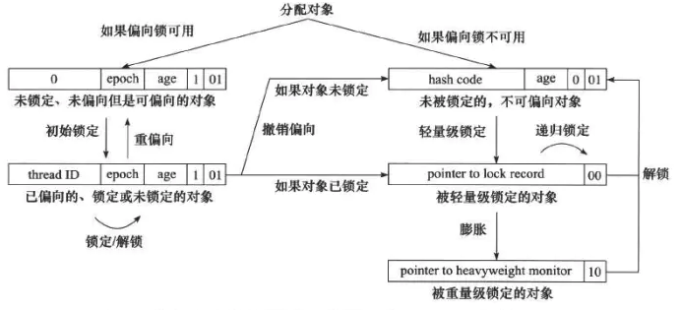 分配对象
如果偏向锁可用
如果偏向锁不可用
0 epoch age 1 01
hash code age 0 01
未锁定、未偏向但是可偏向的对象
如果对象未锁定
未被锁定的，不可偏向对象
初始锁定
重偏向
撤销偏向
轻量级锁定
递归锁定
thread ID epoch age 1 01
如果对象已锁定
pointer to lock record 00
解锁
已偏向的、锁定或未锁定的对象
被轻量级锁定的对象
锁定/解锁
膨胀
pointer to heavyweight monitor 10
被重量级锁定的对象